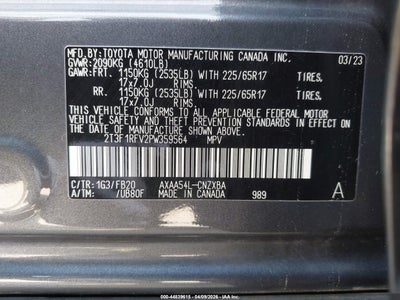 MFD.BY:TOYOTA MOTOR MANUFACTURING CANADA INC. 03/23
GVWR:2090KG (4610LB)
GAWR:FRT. 1150KG (2535LB) WITH 225/65R17 TIRES,
17x7.0J RIMS,
RR. 1150KG (2535LB) WITH 225/65R17 TIRES,
17x7.0J RIMS,
THIS VEHICLE CONFORMS TO ALL APPLICABLE FEDERAL MOTOR
VEHICLE SAFETY AND THEFT PREVENTION STANDARDS IN EFFECT
ON THE DATE OF MANUFACTURE SHOWN ABOVE.
2T3F1RFV2PW359564 MPV
C/TR:1G3/FB20 AXAA54L-CNZXBA A
A/TM: /UB80F MADE IN CANADA 989
000-44839615 - 04/09/2026 - IAAI.COM